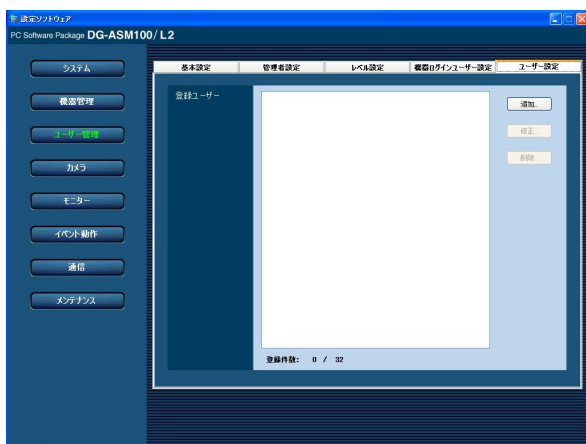 設定ソフトウェア
PC Software Package DG-ASM100/L2
システム
機器管理
ユーザー管理
カメラ
モニター
イベント動作
通信
メンテナンス
基本設定
管理者設定
レベル設定
機器ログインユーザー設定
ユーザー設定
登録ユーザー
追加...
修正...
削除...
登録件数: 0 / 32